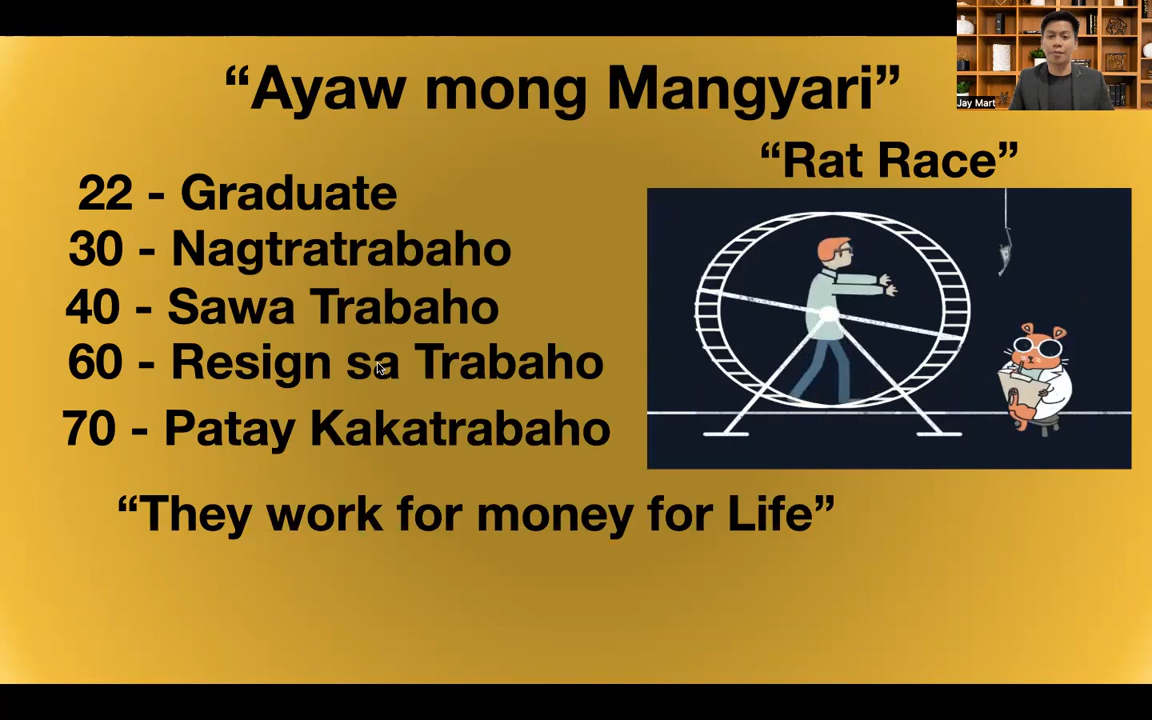 “Ayaw mong Mangyari”
Jay Mart
“Rat Race”
22 - Graduate
30 - Nagtratrabaho
40 - Sawa Trabaho
60 - Resign sa Trabaho
70 - Patay Kakatrabaho
“They work for money for Life”